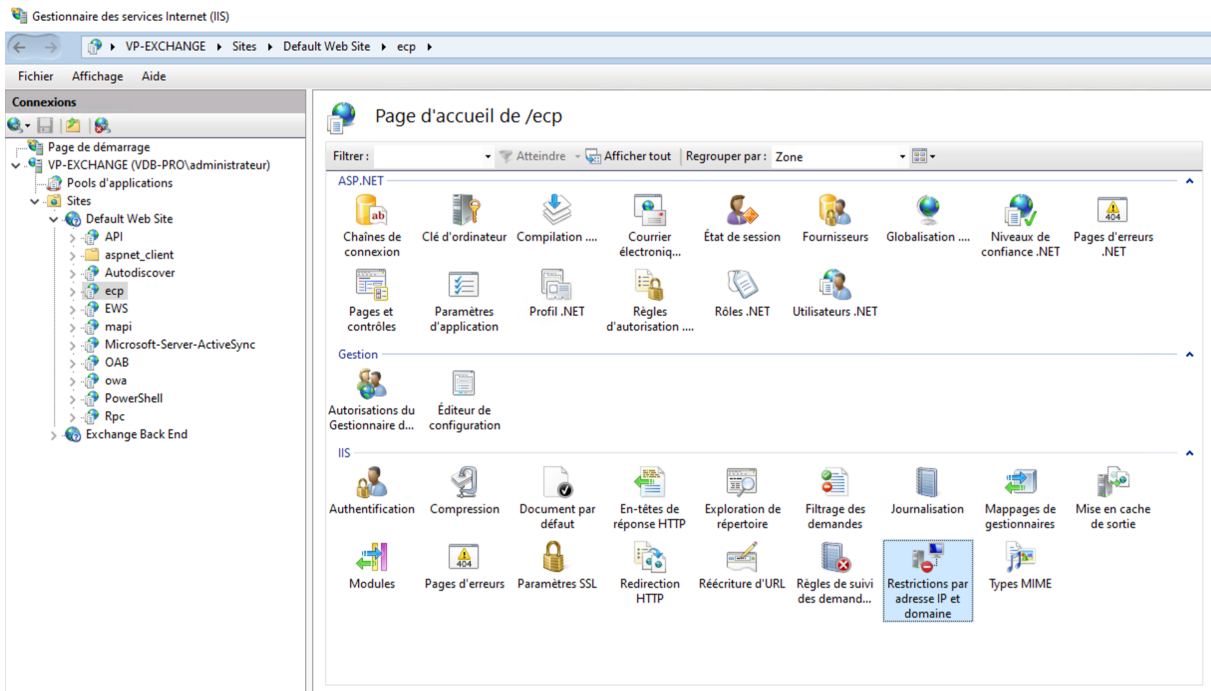 Gestionnaire des services Internet (IIS)
VP-EXCHANGE Sites Default Web Site ecp
Fichier Affichage Aide
Connexions
Page de démarrage
VP-EXCHANGE (VDB-PRO\administrateur)
Pools d'applications
Sites
Default Web Site
API
aspnet_client
Autodiscover
ecp
EWS
mapi
Microsoft-Server-ActiveSync
OAB
owa
PowerShell
Rpc
Exchange Back End
Page d'accueil de /ecp
Filtrer : Atteindre Afficher tout Regrouper par : Zone
ASP.NET
Chaînes de
connexion
Clé d'ordinateur
Compilation ....
Courrier
électroniq...
État de session
Fournisseurs
Globalisation ....
Niveaux de
confiance .NET
Pages d'erreurs
.NET
Pages et
contrôles
Paramètres
d'application
Profil .NET
Règles
d'autorisation ....
Rôles .NET
Utilisateurs .NET
Gestion
Autorisations du
Gestionnaire d...
Éditeur de
configuration
IIS
Authentification
Compression
Document par
défaut
En-têtes de
réponse HTTP
Exploration de
répertoire
Filtrage des
demandes
Journalisation
Mappages de
gestionnaires
Mise en cache
de sortie
Modules
Pages d'erreurs
Paramètres SSL
Redirection
HTTP
Réécriture d'URL
Règles de suivi
des demand...
Restrictions par
adresse IP et
domaine
Types MIME